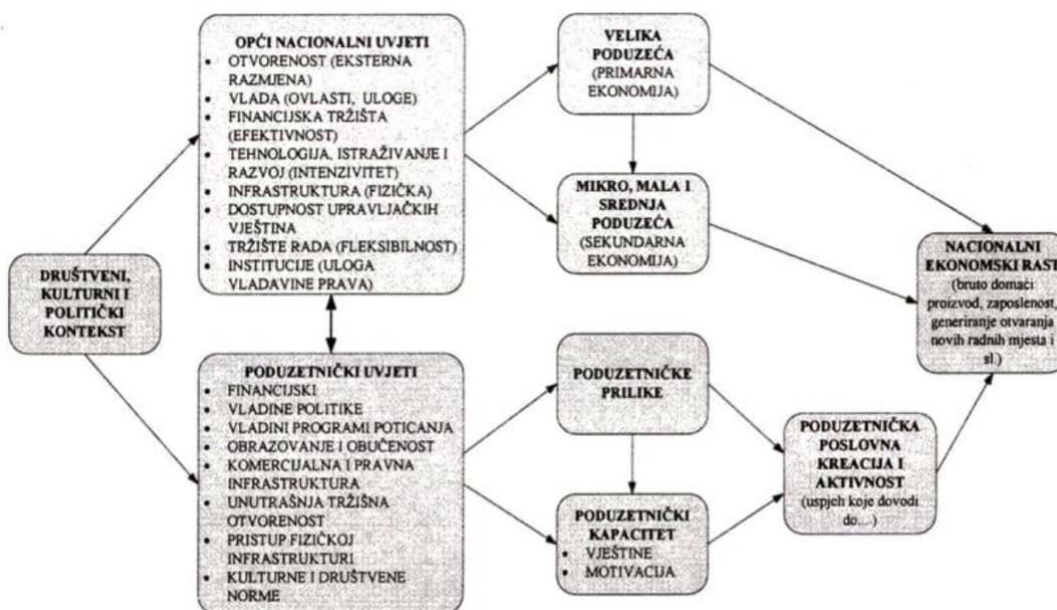 OPĆI NACIONALNI UVJETI
• OTVORENOST (EKSTERNA
RAZMJENA)
• VLADA (OVLASTI, ULOGE)
• FINANCIJSKA TRŽIŠTA
(EFEKTIVNOST)
• TEHNOLOGIJA, ISTRAŽIVANJE I
RAZVOJ (INTENZIVITET)
• INFRASTRUKTURA (FIZIČKA)
• DOSTUPNOST UPRAVLJAČKIH
VJEŠTINA
• TRŽIŠTE RADA (FLEKSIBILNOST)
• INSTITUCIJE (ULOGA
VLADAVINE PRAVA)
VELIKA
PODUZEĆA
(PRIMARNA
EKONOMIJA)
MIKRO, MALA I
SREDNJA
PODUZEĆA
(SEKUNDARNA
EKONOMIJA)
DRUŠTVENI,
KULTURNI I
POLITIČKI
KONTEKST
NACIONALNI
EKONOMSKI RAST
(bruto domaći
proizvod, zaposlenost,
generiranje otvaranja
novih radnih mjesta i
sl.)
PODUZETNIČKI UVJETI
• FINANCIJSKI
• VLADINE POLITIKE
• VLADINI PROGRAMI POTICANJA
• OBRAZOVANJE I OBUČENOST
• KOMERCIJALNA I PRAVNA
INFRASTRUKTURA
• UNUTRAŠNJA TRŽIŠNA
OTVORENOST
• PRISTUP FIZIČKOJ
INFRASTRUKTURI
• KULTURNE I DRUŠTVENE
NORME
PODUZETNIČKE
PRILIKE
PODUZETNIČKI
KAPACITET
• VJEŠTINE
• MOTIVACIJA
PODUZETNIČKA
POSLOVNA
KREACIJA I
AKTIVNOST
(uspjeh koje dovodi
do....)